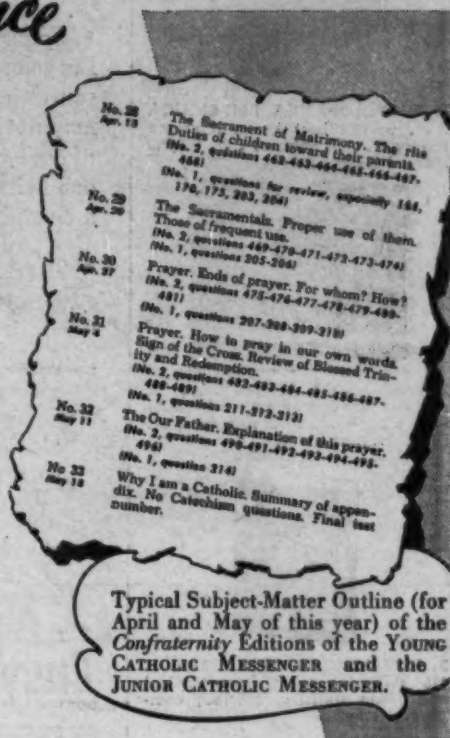 nce
No. 28 The Sacrament of Matrimony. The rite
Apr. 13 Duties of children toward their parents.
(No. 2, questions 462-463-464-465-466-467-
468)
(No. 1, questions for review, especially
170, 173, 203, 204)
No. 29 The Sacramentals. Proper use of them.
Apr. 20 Those of frequent use.
(No. 2, questions 469-470-471-472-473-474)
(No. 1, questions 205-206)
No. 30 Prayer. Ends of prayer. For whom? How?
Apr. 27 (No. 2, questions 475-476-477-478-479-480-
481)
(No. 1, questions 207-208-209-210)
No. 31 Prayer. How to pray in our own words.
May 4 Sign of the Cross. Review of Blessed Trin-
ity and Redemption.
(No. 2, questions 482-483-484-485-486-487-
488-489)
(No. 1, questions 211-212-213)
No. 32 The Our Father. Explanation of this prayer.
May 11 (No. 2, questions 490-491-492-493-494-495-
496)
(No. 1, question 214)
No 33 Why I am a Catholic. Summary of appen-
May 18 dix. No Catechism questions. Final test
number.
Typical Subject-Matter Outline (for
April and May of this year) of the
Confraternity Editions of the YOUNG
CATHOLIC MESSENGER and the
JUNIOR CATHOLIC MESSENGER.